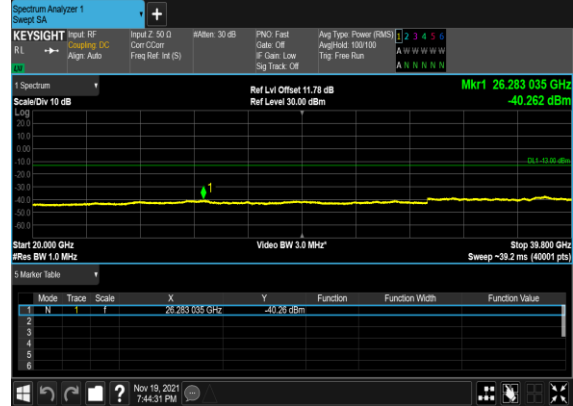 Spectrum Analyzer 1
Swept SA
+
KEYSIGHT Input: RF Input Z: 50 Ω #Atten: 30 dB PNO: Fast Avg Type: Power (RMS) 1 2 3 4 5 6
RL Coupling: DC Corr CCorr Gate: Off Avg|Hold: 100/100 A W W W W W
Align: Auto Freq Ref: Int (S) IF Gain: Low Trig: Free Run
LU Sig Track: Off A N N N N N
1 Spectrum Ref Lvl Offset 11.78 dB Mkr1 26.283 035 GHz
Scale/Div 10 dB Ref Level 30.00 dBm -40.262 dBm
Log
20.0
10.0
0.00
-10.0
DL1 -13.00 dBm
-20.0
-30.0
1
-40.0
-50.0
-60.0
Start 20.000 GHz Video BW 3.0 MHz* Stop 39.800 GHz
#Res BW 1.0 MHz Sweep ~39.2 ms (40001 pts)
5 Marker Table
Mode Trace Scale X Y Function Function Width Function Value
1 N 1 f 26.283 035 GHz -40.26 dBm
2
3
4
5
6
? Nov 19, 2021
7:44:31 PM